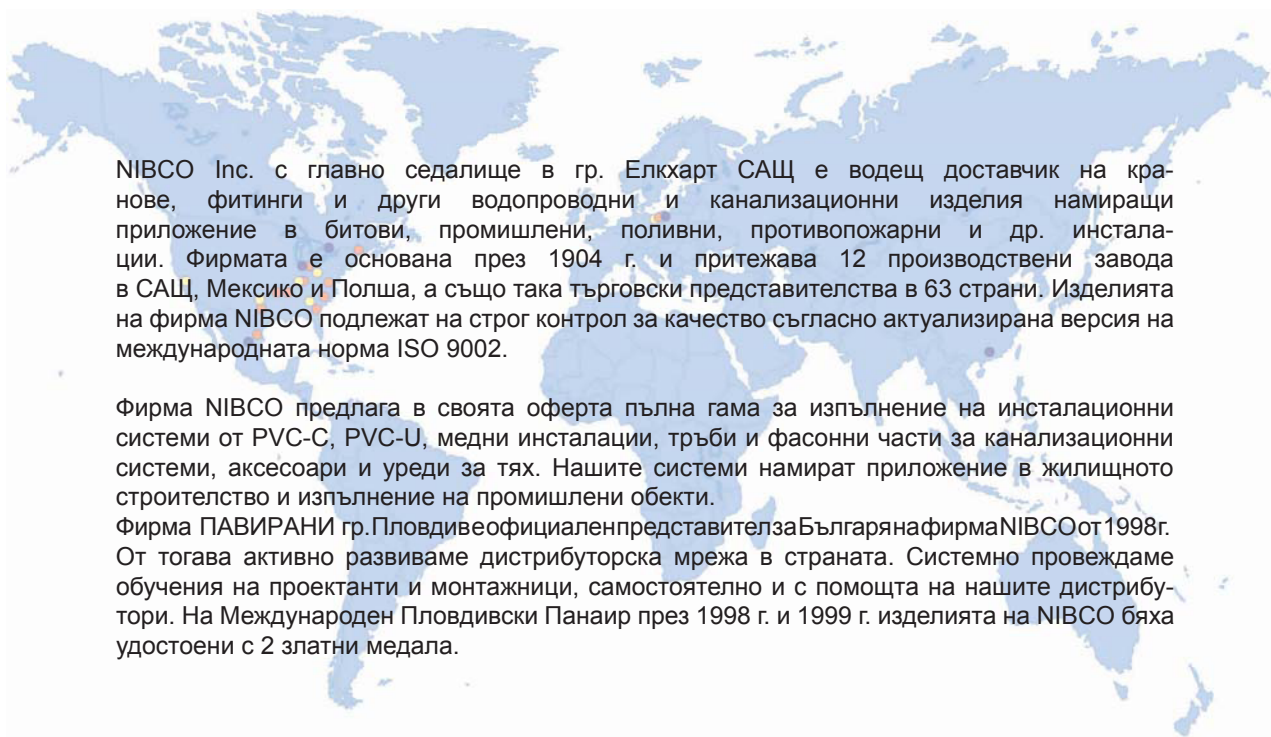 NIBCO Inc. с главно седалище в гр. Елкхарт САЩ е водещ доставчик на кра-
нове, фитинги и други водопроводни и канализационни изделия намиращи
приложение в битови, промишлени, поливни, противопожарни и др. инстала-
ции. Фирмата е основана през 1904 г. и притежава 12 производствени завода
в САЩ, Мексико и Полша, а също така търговски представителства в 63 страни. Изделията
на фирма NIBCO подлежат на строг контрол за качество съгласно актуализирана версия на
международната норма ISO 9002.
Фирма NIBCO предлага в своята оферта пълна гама за изпълнение на инсталационни
системи от PVC-C, PVC-U, медни инсталации, тръби и фасонни части за канализационни
системи, аксесоари и уреди за тях. Нашите системи намират приложение в жилищното
строителство и изпълнение на промишлени обекти.
Фирма ПАВИРАНИ гр.Пловдивеофициаленпредставителза Българянафирма NIBCOот1998г.
От тогава активно развиваме дистрибуторска мрежа в страната. Системно провеждаме
обучения на проектанти и монтажници, самостоятелно и с помощта на нашите дистрибу-
тори. На Международен Пловдивски Панаир през 1998 г. и 1999 г. изделията на NIBCO бяха
удостоени с 2 златни медала.